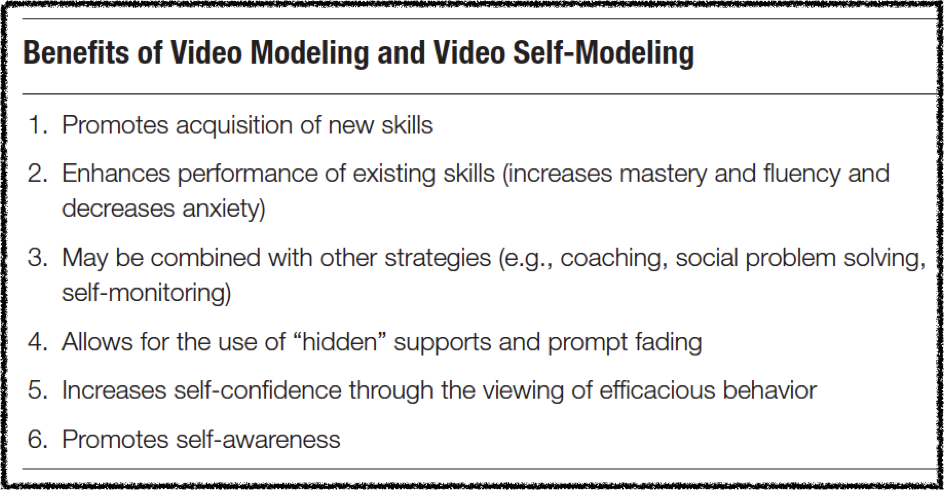 Benefits of Video Modeling and Video Self-Modeling
1. Promotes acquisition of new skills
2. Enhances performance of existing skills (increases mastery and fluency and
decreases anxiety)
3. May be combined with other strategies (e.g., coaching, social problem solving,
self-monitoring)
4. Allows for the use of “hidden” supports and prompt fading
5. Increases self-confidence through the viewing of efficacious behavior
6. Promotes self-awareness